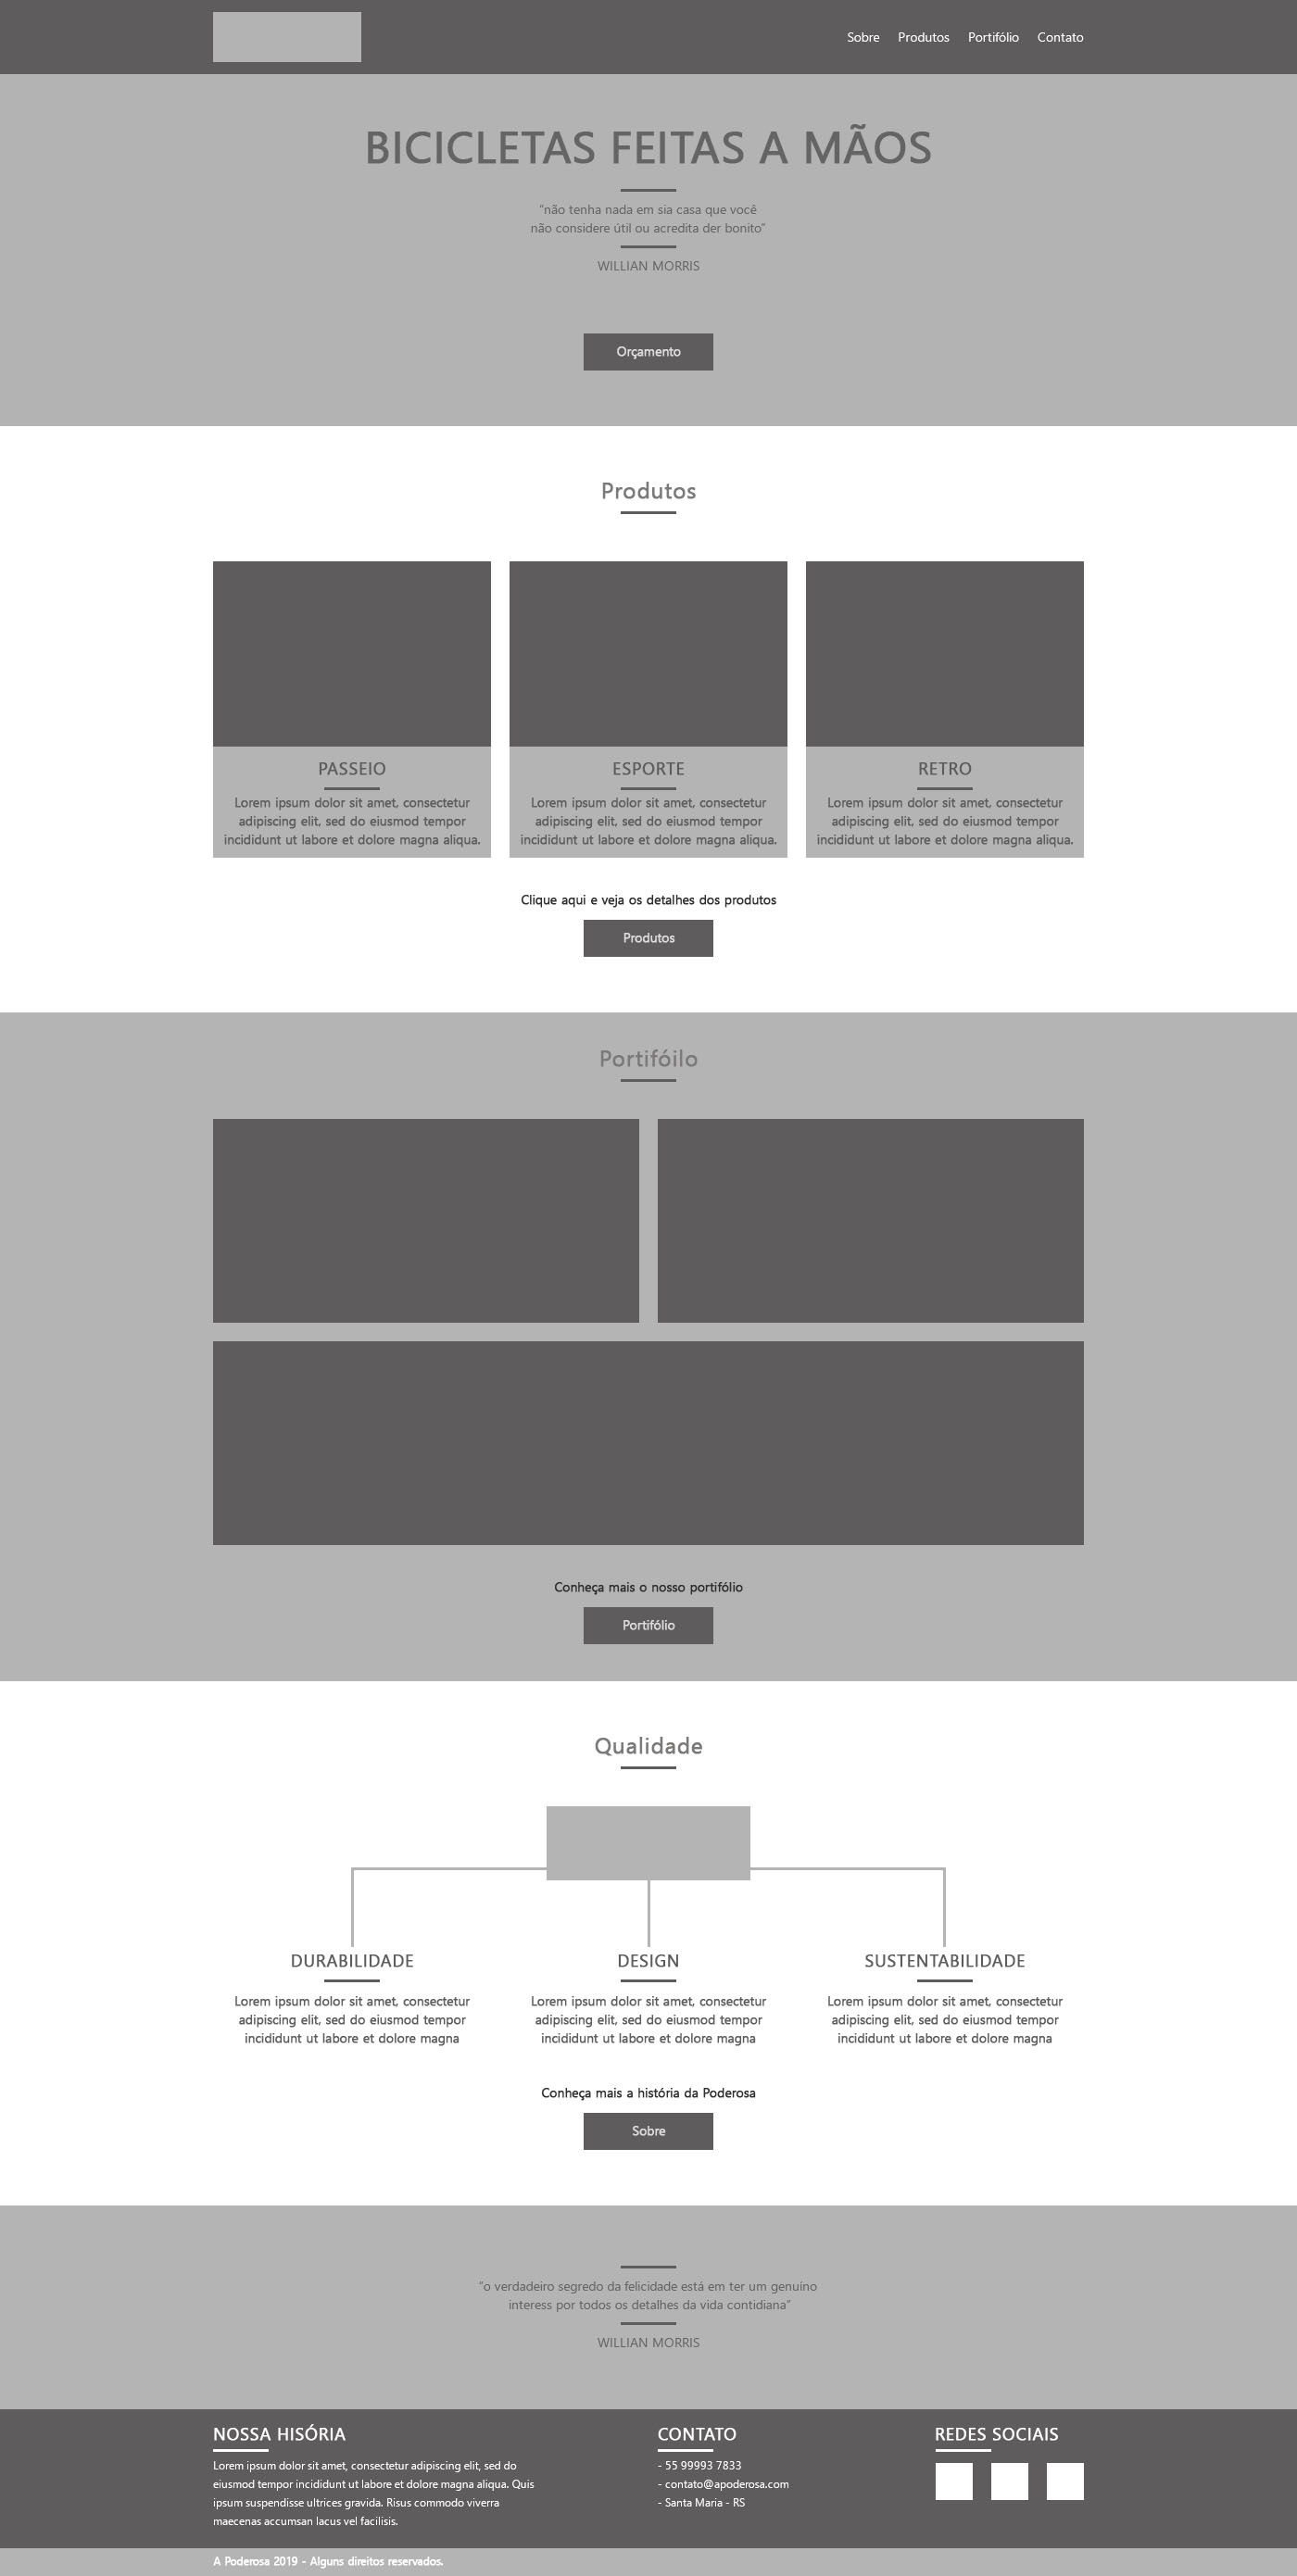 Sobre Produtos Portifólio Contato
BICICLETAS FEITAS A MÃOS
“não tenha nada em sia casa que você
não considere útil ou acredita der bonito”
WILLIAN MORRIS
Orçamento
Produtos
PASSEIO
Lorem ipsum dolor sit amet, consectetur
adipiscing elit, sed do eiusmod tempor
incididunt ut labore et dolore magna aliqua.
ESPORTE
Lorem ipsum dolor sit amet, consectetur
adipiscing elit, sed do eiusmod tempor
incididunt ut labore et dolore magna aliqua.
RETRO
Lorem ipsum dolor sit amet, consectetur
adipiscing elit, sed do eiusmod tempor
incididunt ut labore et dolore magna aliqua.
Clique aqui e veja os detalhes dos produtos
Produtos
Portifóilo
Conheça mais o nosso portifólio
Portifólio
Qualidade
DURABILIDADE
Lorem ipsum dolor sit amet, consectetur
adipiscing elit, sed do eiusmod tempor
incididunt ut labore et dolore magna
DESIGN
Lorem ipsum dolor sit amet, consectetur
adipiscing elit, sed do eiusmod tempor
incididunt ut labore et dolore magna
SUSTENTABILIDADE
Lorem ipsum dolor sit amet, consectetur
adipiscing elit, sed do eiusmod tempor
incididunt ut labore et dolore magna
Conheça mais a história da Poderosa
Sobre
“o verdadeiro segredo da felicidade está em ter um genuíno
interess por todos os detalhes da vida contidiana”
WILLIAN MORRIS
NOSSA HISÓRIA
Lorem ipsum dolor sit amet, consectetur adipiscing elit, sed do
eiusmod tempor incididunt ut labore et dolore magna aliqua. Quis
ipsum suspendisse ultrices gravida. Risus commodo viverra
maecenas accumsan lacus vel facilisis.
CONTATO
- 55 99993 7833
- contato@apoderosa.com
- Santa Maria - RS
REDES SOCIAIS
A Poderosa 2019 - Alguns direitos reservados.